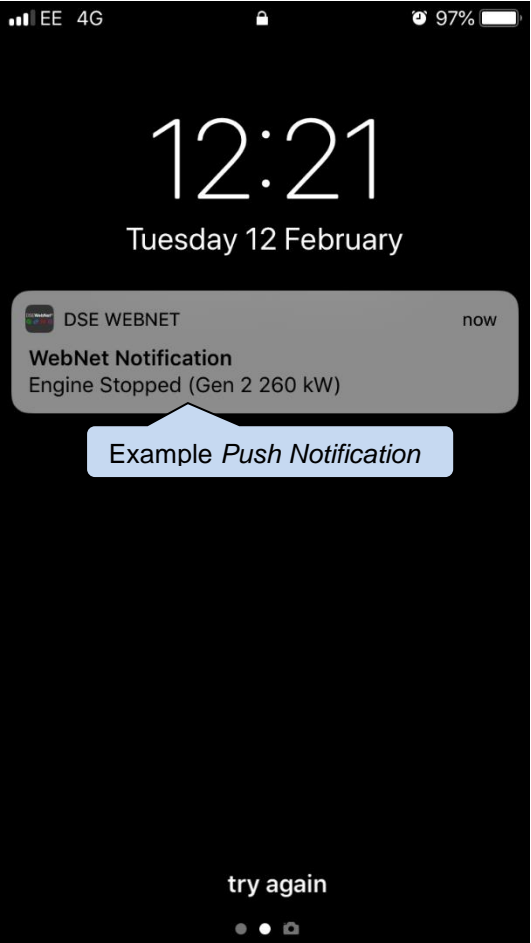 EE 4G 97%
12:21
Tuesday 12 February
DSE WEBNET now
WebNet Notification
Engine Stopped (Gen 2 260 kW)
Example Push Notification
try again